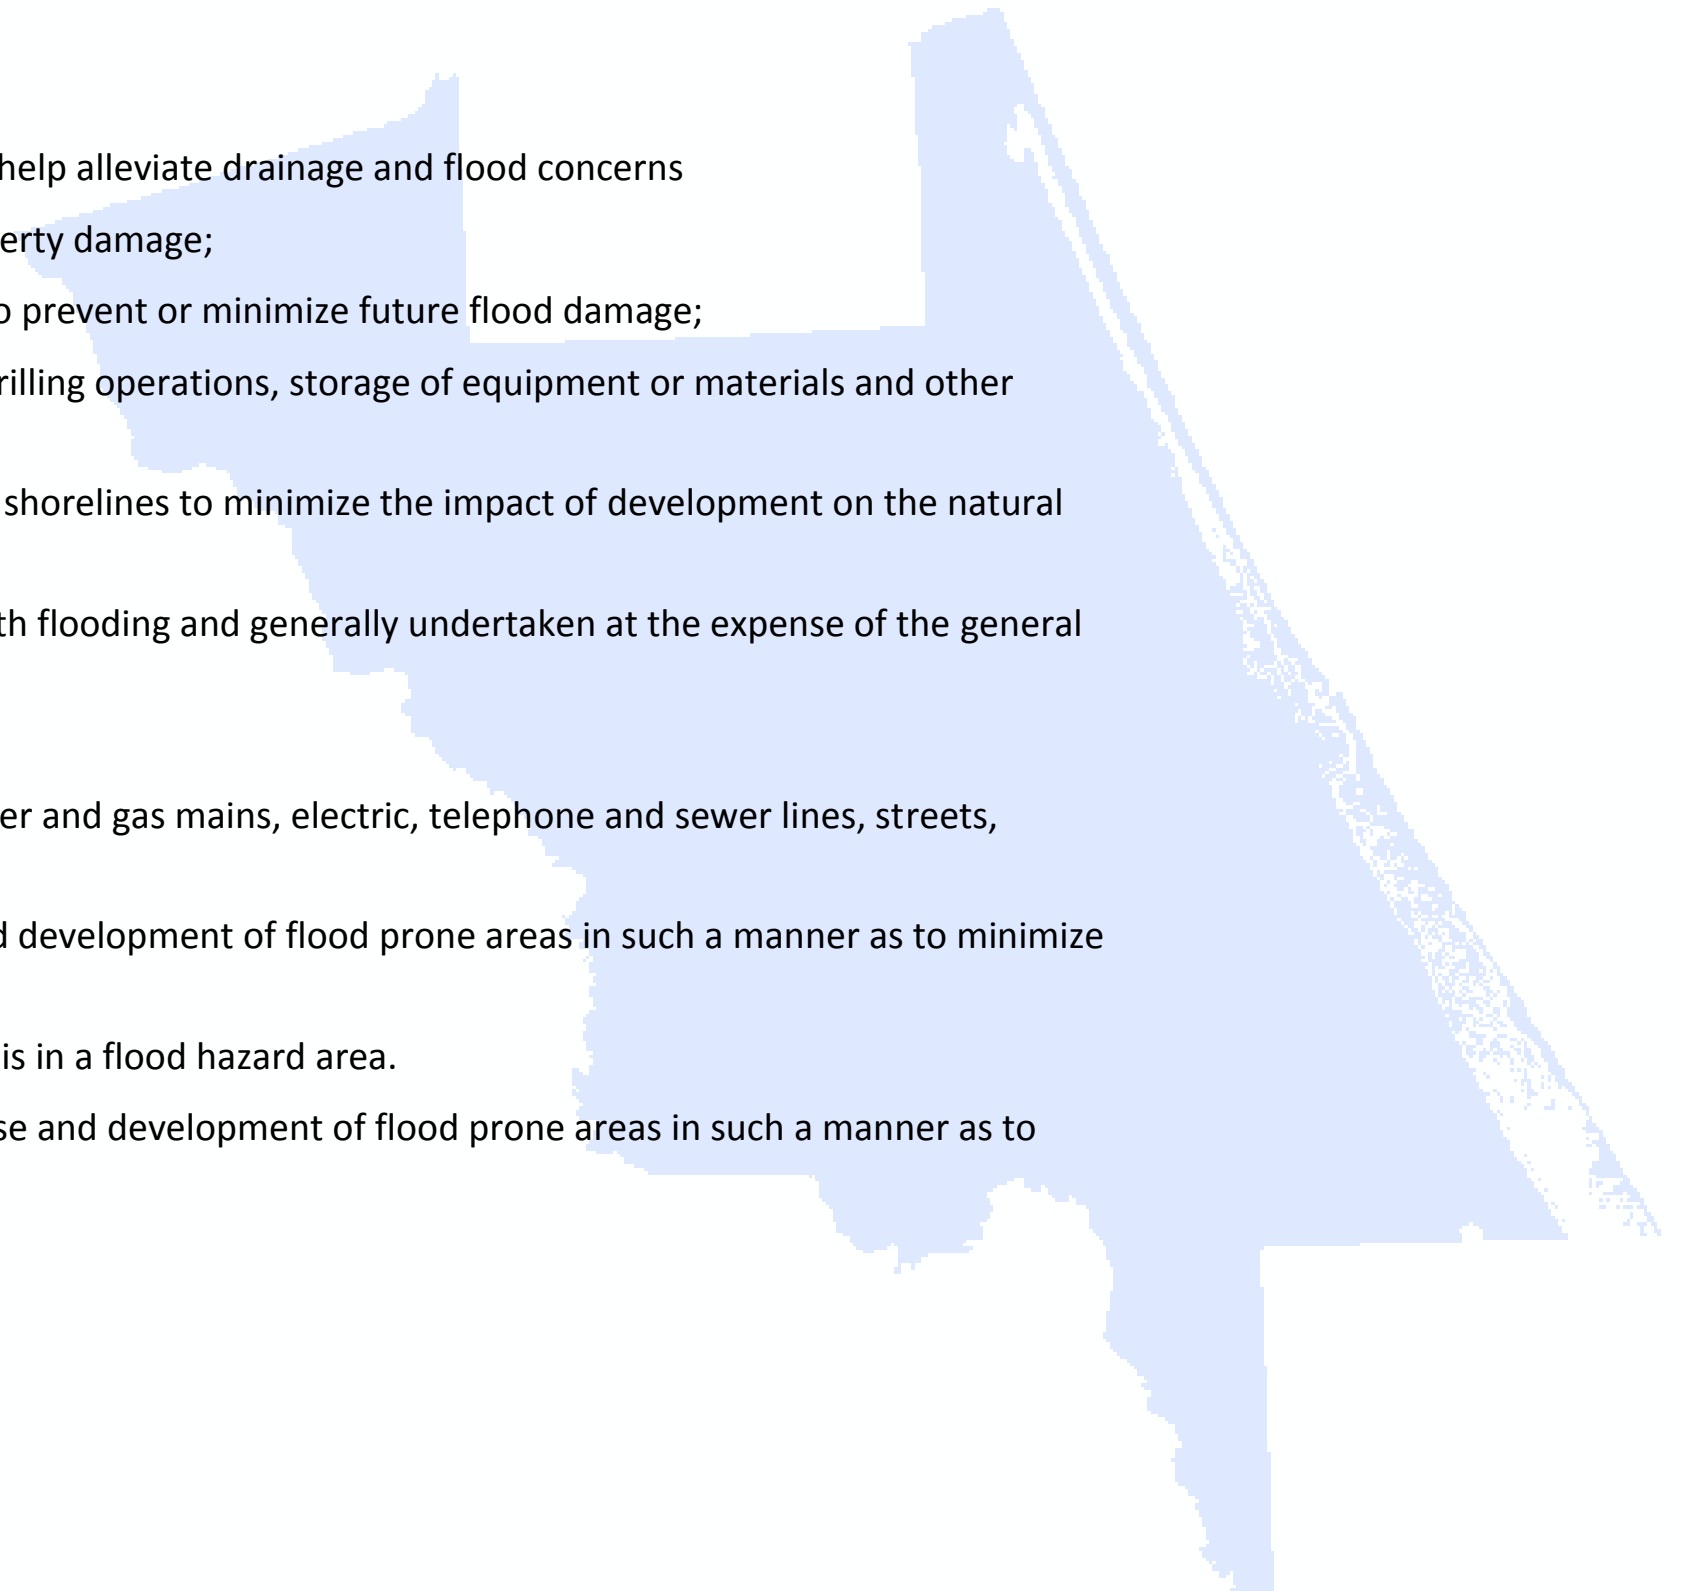 help alleviate drainage and flood concerns
erty damage;
o prevent or minimize future flood damage;
rilling operations, storage of equipment or materials and other
shorelines to minimize the impact of development on the natural
th flooding and generally undertaken at the expense of the general
er and gas mains, electric, telephone and sewer lines, streets,
d development of flood prone areas in such a manner as to minimize
is in a flood hazard area.
se and development of flood prone areas in such a manner as to